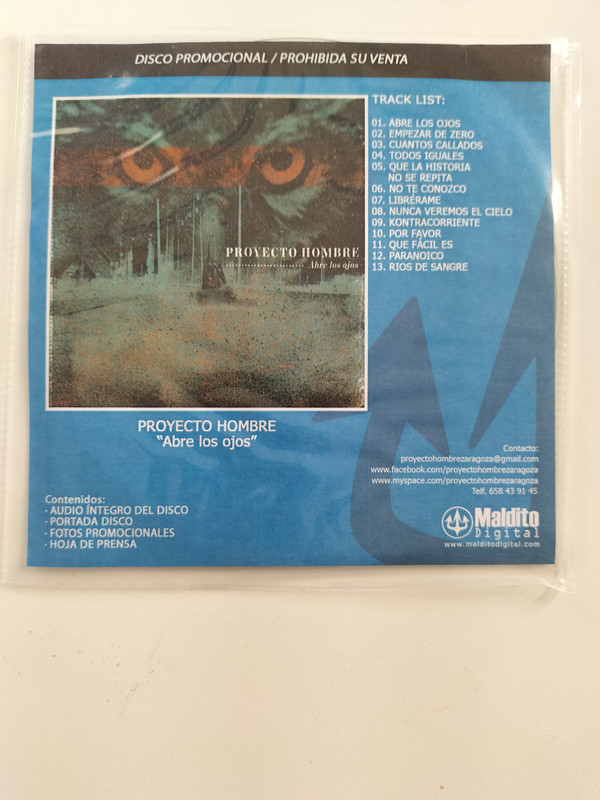 DISCO PROMOCIONAL / PROHIBIDA SU VENTA
TRACK LIST:
01. ABRE LOS OJOS
02. EMPEZAR DE ZERO
03. CUANTOS CALLADOS
04. TODOS IGUALES
05. QUE LA HISTORIA
NO SE REPITA
06. NO TE CONOZCO
07. LIBRÉRAME
08. NUNCA VEREMOS EL CIELO
09. KONTRACORRIENTE
10. POR FAVOR
11. QUE FÁCIL ES
12. PARANOICO
13. RIOS DE SANGRE
PROYECTO HOMBRE
Abre los ojos
PROYECTO HOMBRE
"Abre los ojos"
Contacto:
proyectohombrezaragoza@gmail.com
www.facebook.com/proyectohombrezaragoza
www.myspace.com/proyectohombrezaragoza
Telf. 658 43 91 45
Contenidos:
· AUDIO ÍNTEGRO DEL DISCO
· PORTADA DISCO
· FOTOS PROMOCIONALES
· HOJA DE PRENSA
Maldito
Digital
www.malditodigital.com